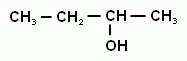 CH₃ — CH₂ — CH — CH₃
OH